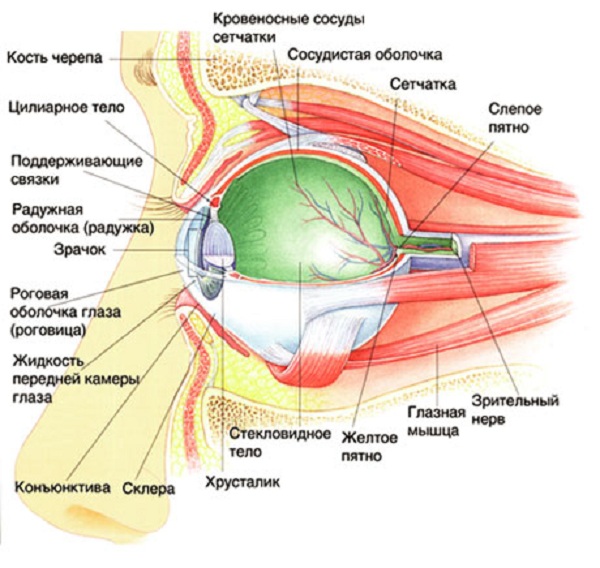 Кровеносные сосуды
сетчатки
Сосудистая оболочка
Кость черепа
Сетчатка
Цилиарное тело
Слепое
пятно
Поддерживающие
связки
Радужная
оболочка (радужка)
Зрачок
Роговая
оболочка глаза
(роговица)
Жидкость
передней камеры
глаза
Конъюнктива
Склера
Хрусталик
Стекловидное
тело
Желтое
пятно
Глазная
мышца
Зрительный
нерв